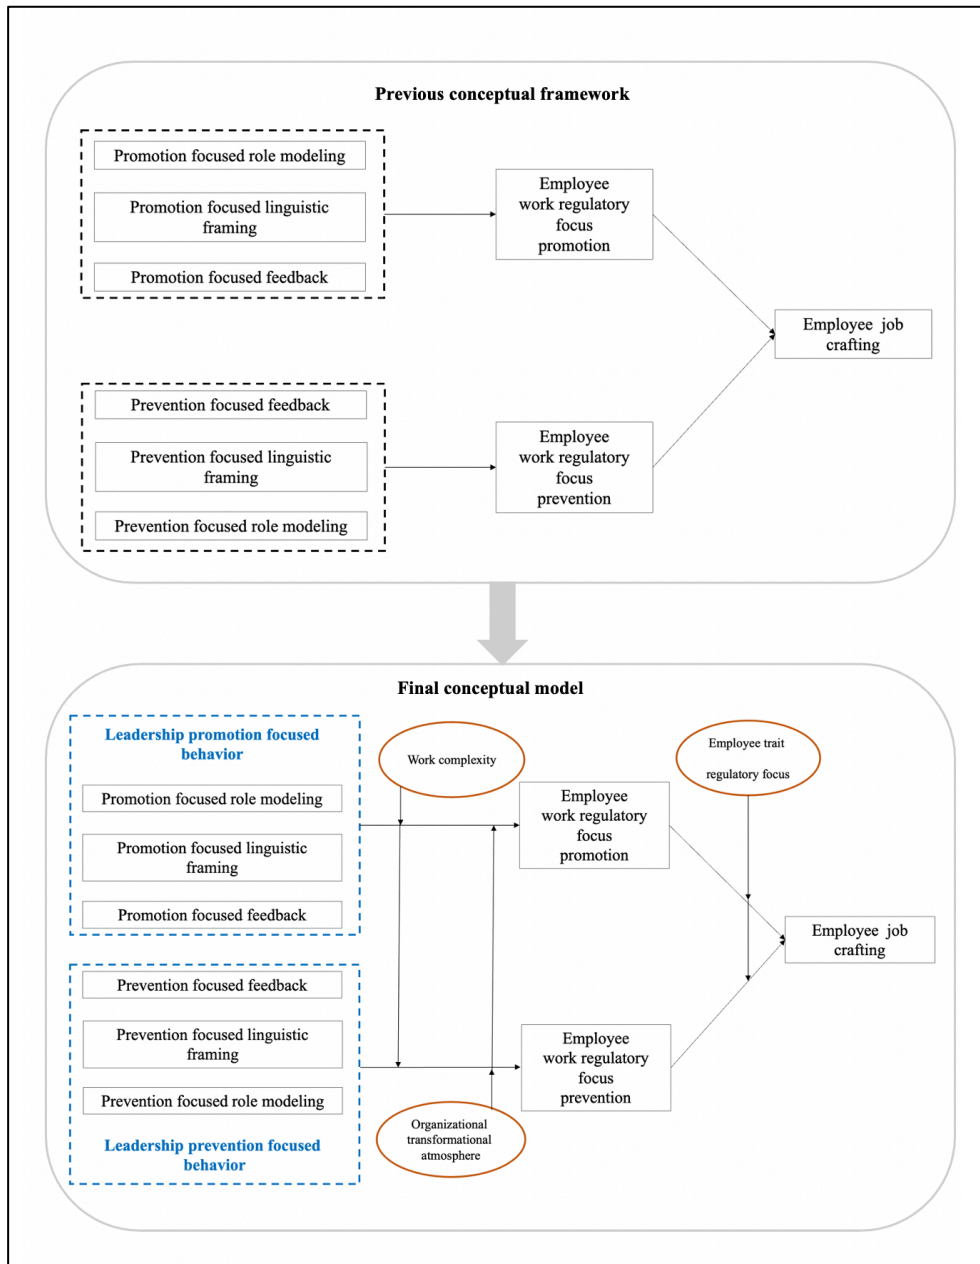 Previous conceptual framework
Promotion focused role modeling
Promotion focused linguistic
framing
Promotion focused feedback
Employee
work regulatory
focus
promotion
Employee job
crafting
Prevention focused feedback
Prevention focused linguistic
framing
Prevention focused role modeling
Employee
work regulatory
focus
prevention
Final conceptual model
Leadership promotion focused
behavior
Promotion focused role modeling
Promotion focused linguistic
framing
Promotion focused feedback
Work complexity
Employee
work regulatory
focus
promotion
Employee trait
regulatory focus
Employee job
crafting
Prevention focused feedback
Prevention focused linguistic
framing
Prevention focused role modeling
Leadership prevention focused
behavior
Organizational
transformational
atmosphere
Employee
work regulatory
focus
prevention